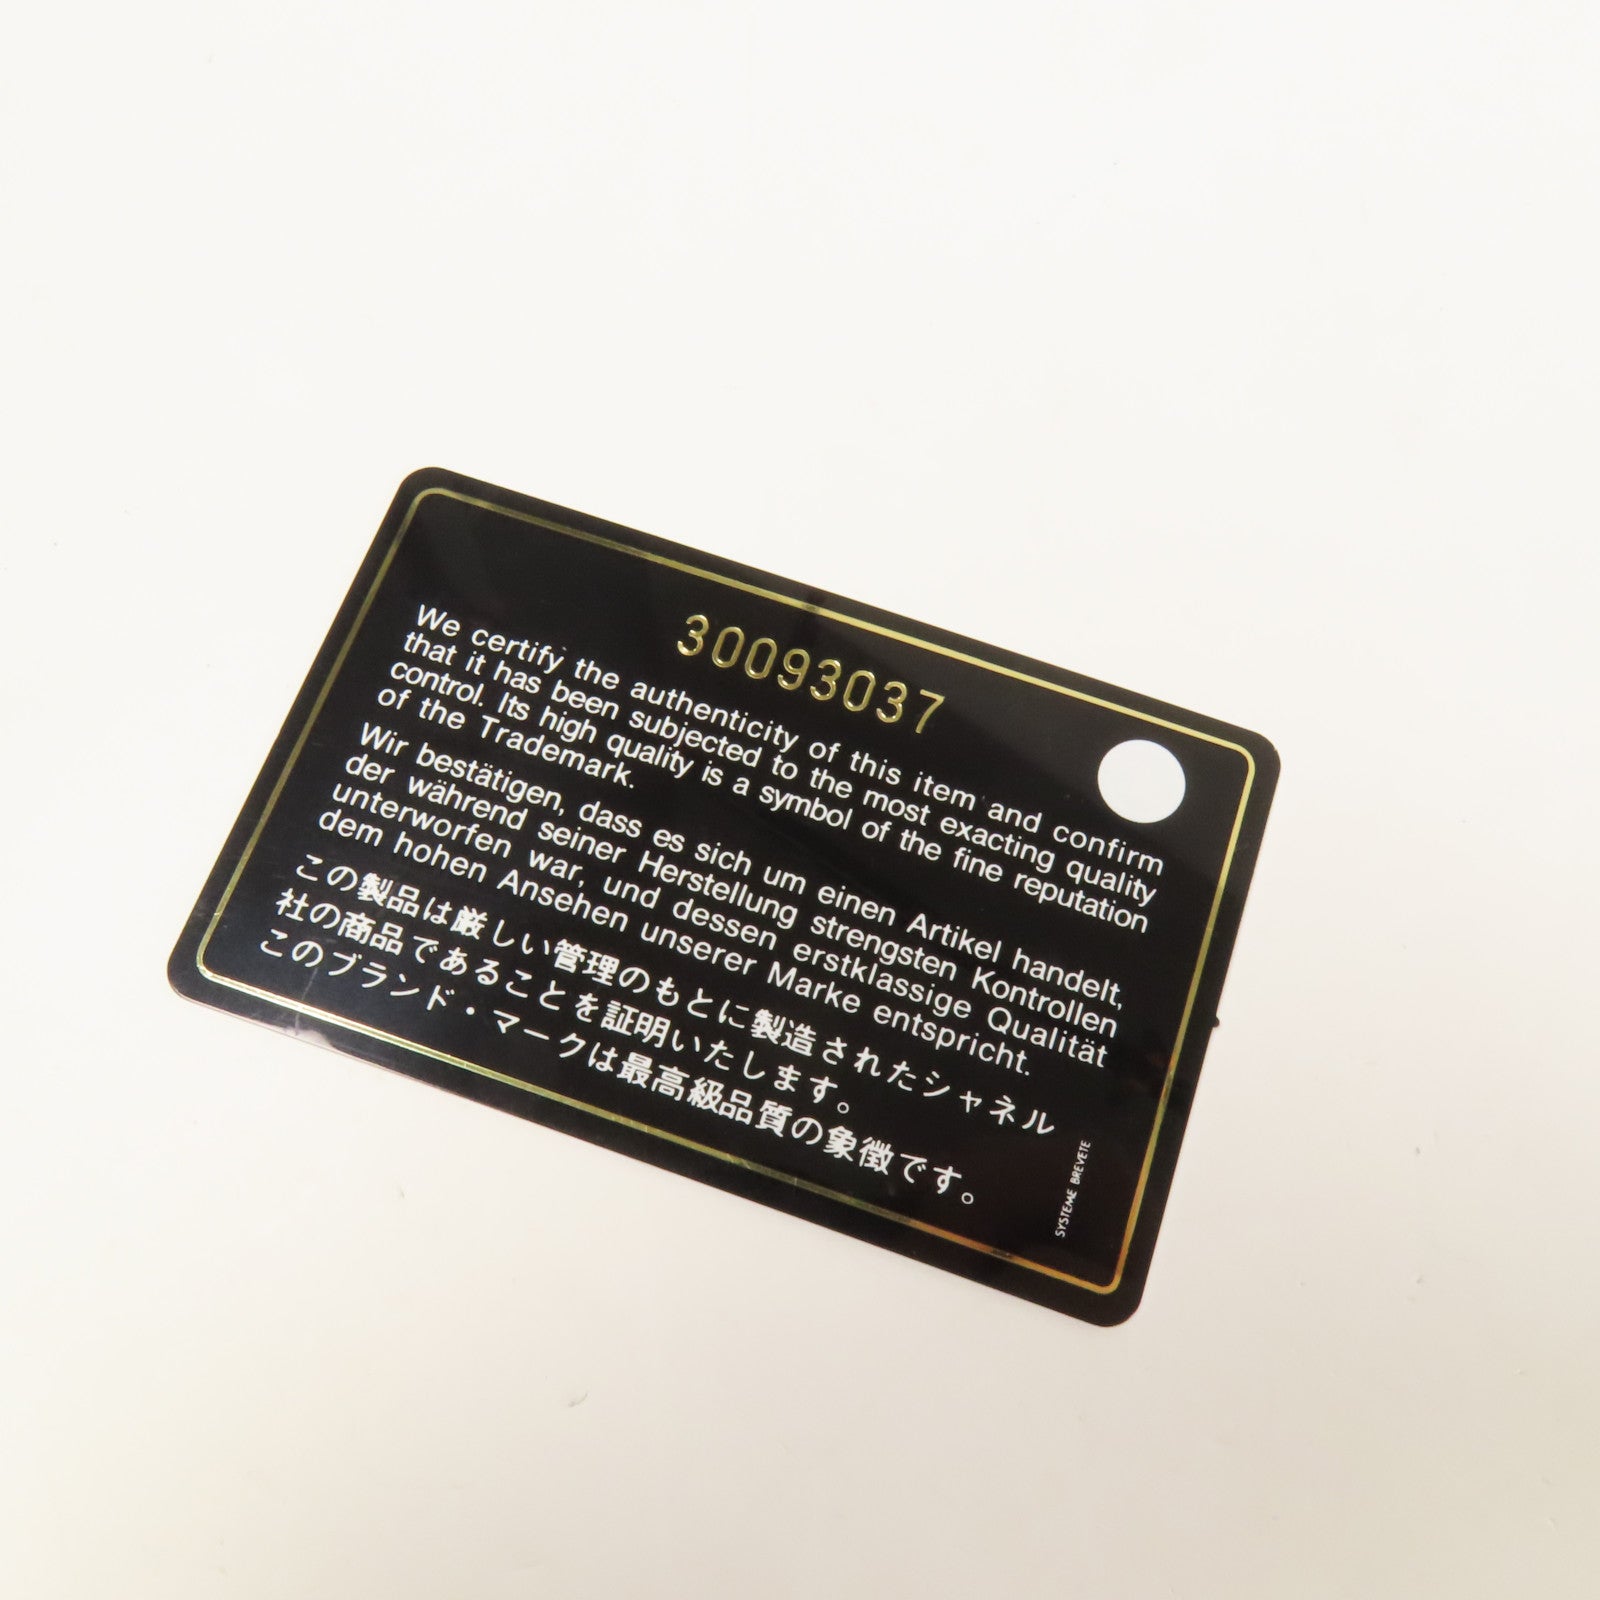 30093037
We certify the authenticity of this item and confirm
that it has been subjected to the most exacting quality
control. Its high quality is a symbol of the fine reputation
of the Trademark.
Wir bestätigen, dass es sich um einen Artikel handelt,
der während seiner Herstellung strengsten Kontrollen
unterworfen war, und dessen erstklassige Qualität
dem hohen Ansehen unserer Marke entspricht.
この製品は厳しい管理のもとに製造されたシャネル
社の商品であることを証明いたします。
このブランド・マークは最高級品質の象徴です。
SYSTEME BREVETE